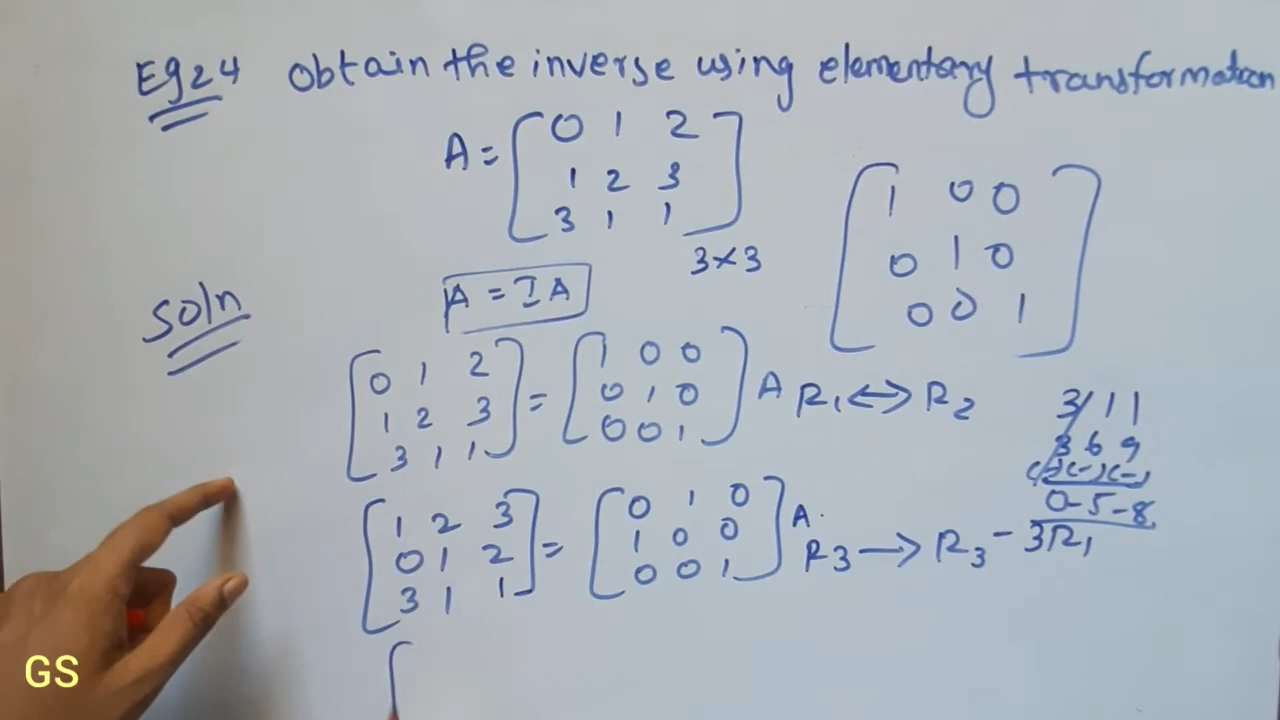 Eg 24 Obtain the inverse using elementary transformation
A = [ 0 1 2
1 2 3
3 1 1 ] 3×3
[ 1 0 0
0 1 0
0 0 1 ]
Soln
A = IA
[ 0 1 2 ] = [ 1 0 0 ] A R1 ↔ R2
[ 1 2 3 ] [ 0 1 0 ]
[ 3 1 1 ] [ 0 0 1 ]
3 1 1
3 6 9
(-) (-) (-)
0 -5 -8
[ 1 2 3 ] = [ 0 1 0 ] A.
[ 0 1 2 ] [ 1 0 0 ] R3 → R3 - 3R1
[ 3 1 1 ] [ 0 0 1 ]
[
GS